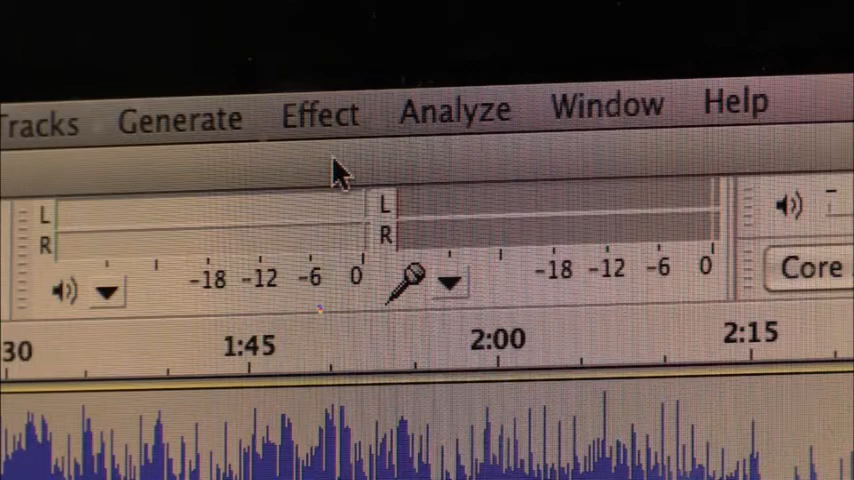 Tracks Generate Effect Analyze Window Help
L L
R R
-18 -12 -6 0 -18 -12 -6 0 Core
30 1:45 2:00 2:15